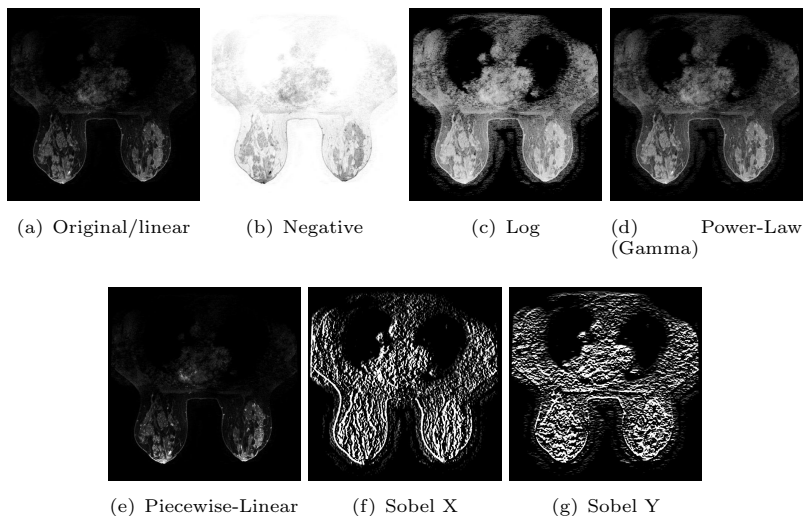 (a) Original/linear
(b) Negative
(c) Log
(d) Power-Law
(Gamma)
(e) Piecewise-Linear
(f) Sobel X
(g) Sobel Y